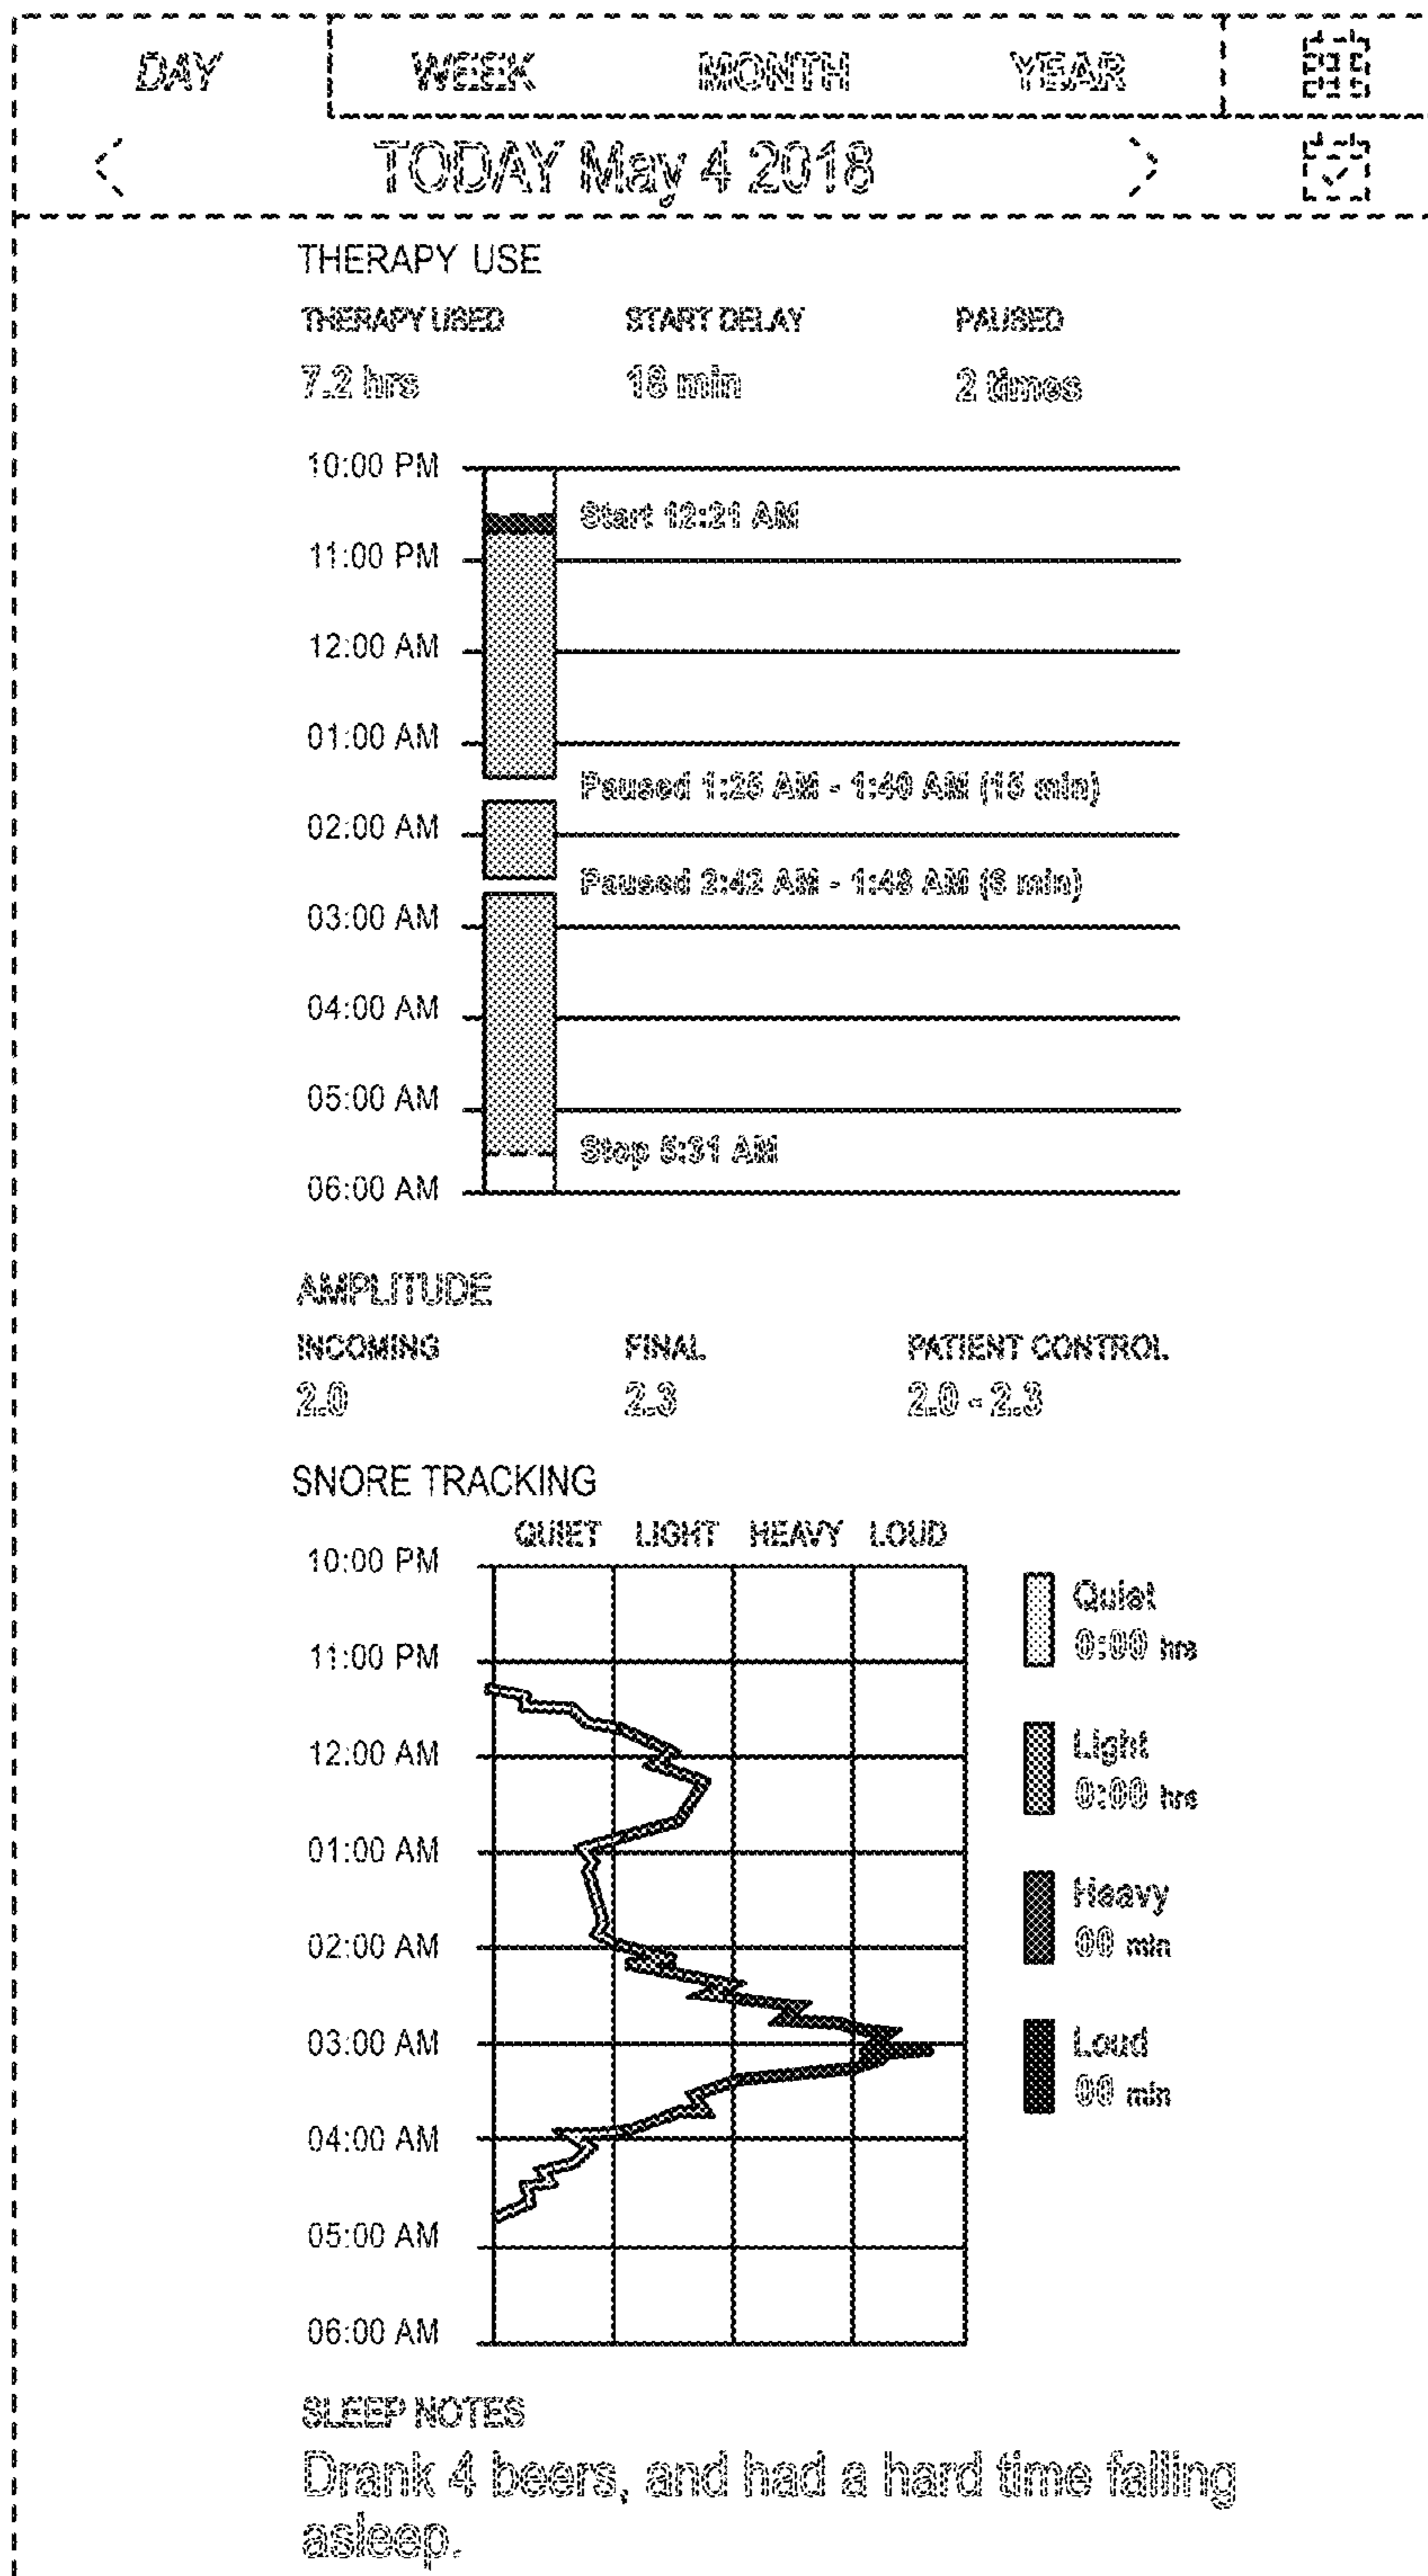 DAY WEEK MONTH YEAR
< TODAY May 4 2018 >
THERAPY USE
THERAPY USED START DELAY PAUSED
7.2 hrs 18 min 2 times
10:00 PM
Start 12:21 AM
11:00 PM
12:00 AM
01:00 AM
Paused 1:25 AM - 1:40 AM (15 min)
02:00 AM
Paused 2:42 AM - 1:48 AM (6 min)
03:00 AM
04:00 AM
05:00 AM
Stop 5:31 AM
06:00 AM
AMPLITUDE
INCOMING FINAL PATIENT CONTROL
2.0 2.3 2.0 - 2.3
SNORE TRACKING
QUIET LIGHT HEAVY LOUD
10:00 PM
Quiet
0:00 hrs
11:00 PM
Light
12:00 AM
0:00 hrs
01:00 AM
Heavy
00 min
02:00 AM
03:00 AM
Loud
00 min
04:00 AM
05:00 AM
06:00 AM
SLEEP NOTES
Drank 4 beers, and had a hard time falling
asleep.